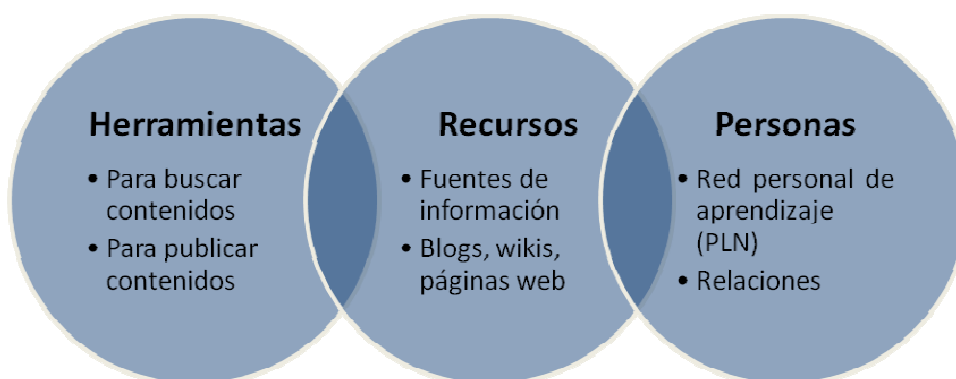 Herramientas
• Para buscar
contenidos
• Para publicar
contenidos
Recursos
• Fuentes de
información
• Blogs, wikis,
páginas web
Personas
• Red personal de
aprendizaje
(PLN)
• Relaciones